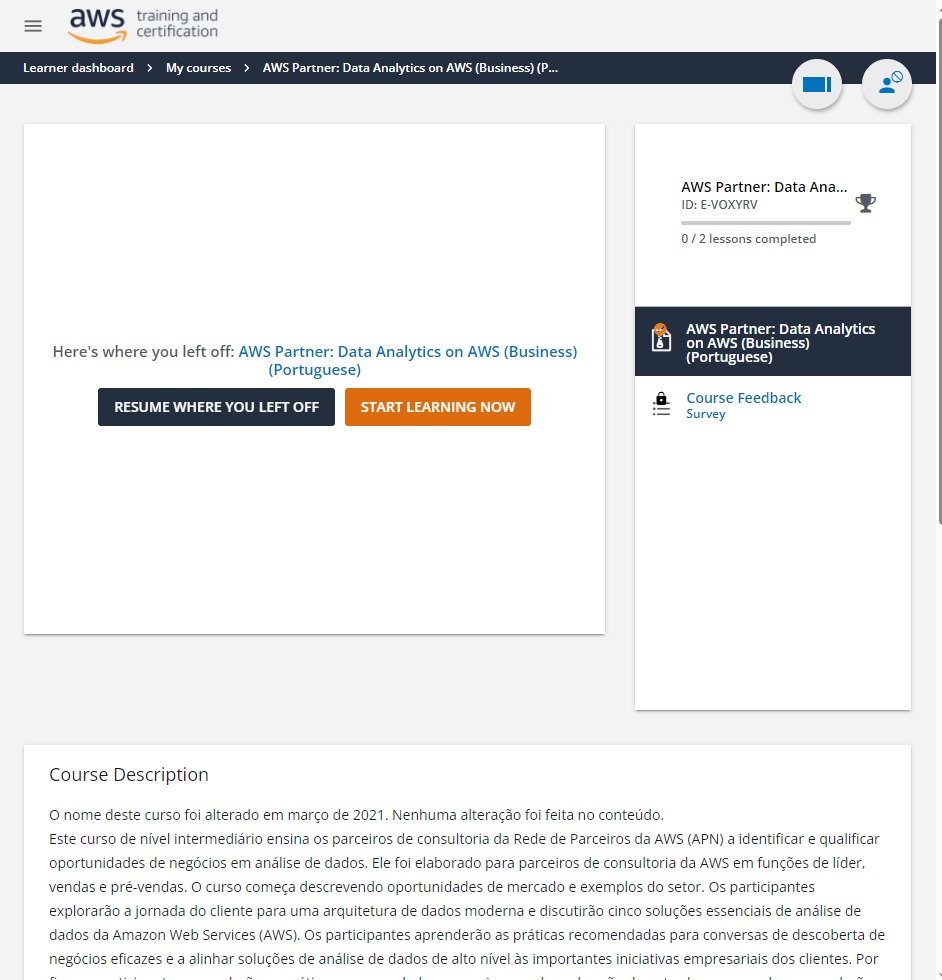 aws training and
certification
Learner dashboard > My courses > AWS Partner: Data Analytics on AWS (Business) (P...
Here's where you left off: AWS Partner: Data Analytics on AWS (Business)
(Portuguese)
RESUME WHERE YOU LEFT OFF
START LEARNING NOW
AWS Partner: Data Ana...
ID: E-VOXYRV
0 / 2 lessons completed
AWS Partner: Data Analytics
on AWS (Business)
(Portuguese)
Course Feedback
Survey
Course Description
O nome deste curso foi alterado em março de 2021. Nenhuma alteração foi feita no conteúdo.
Este curso de nível intermediário ensina os parceiros de consultoria da Rede de Parceiros da AWS (APN) a identificar e qualificar
oportunidades de negócios em análise de dados. Ele foi elaborado para parceiros de consultoria da AWS em funções de líder,
vendas e pré-vendas. O curso começa descrevendo oportunidades de mercado e exemplos do setor. Os participantes
explorarão a jornada do cliente para uma arquitetura de dados moderna e discutirão cinco soluções essenciais de análise de
dados da Amazon Web Services (AWS). Os participantes aprenderão as práticas recomendadas para conversas de descoberta de
negócios eficazes e a alinhar soluções de análise de dados de alto nível às importantes iniciativas empresariais dos clientes. Por